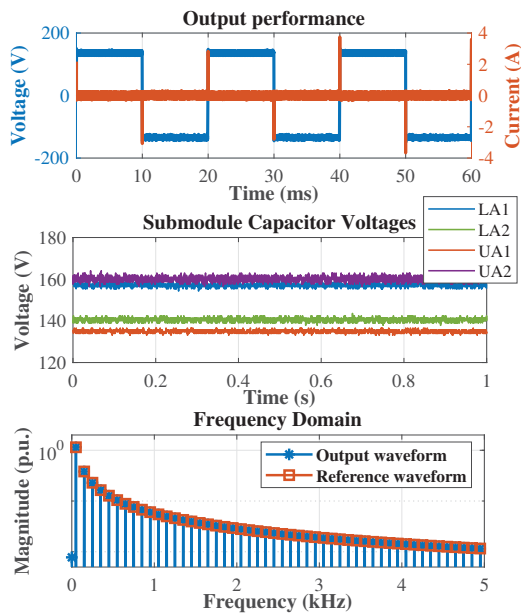 Output performance
200
0
-200
Voltage (V)
4
2
0
-2
-4
Current (A)
0
10
20
30
40
50
60
Time (ms)
LA1
LA2
UA1
UA2
Submodule Capacitor Voltages
180
160
140
120
Voltage (V)
0
0.2
0.4
0.6
0.8
1
Time (s)
Frequency Domain
10^0
Magnitude (p.u.)
Output waveform
Reference waveform
0
1
2
3
4
5
Frequency (kHz)